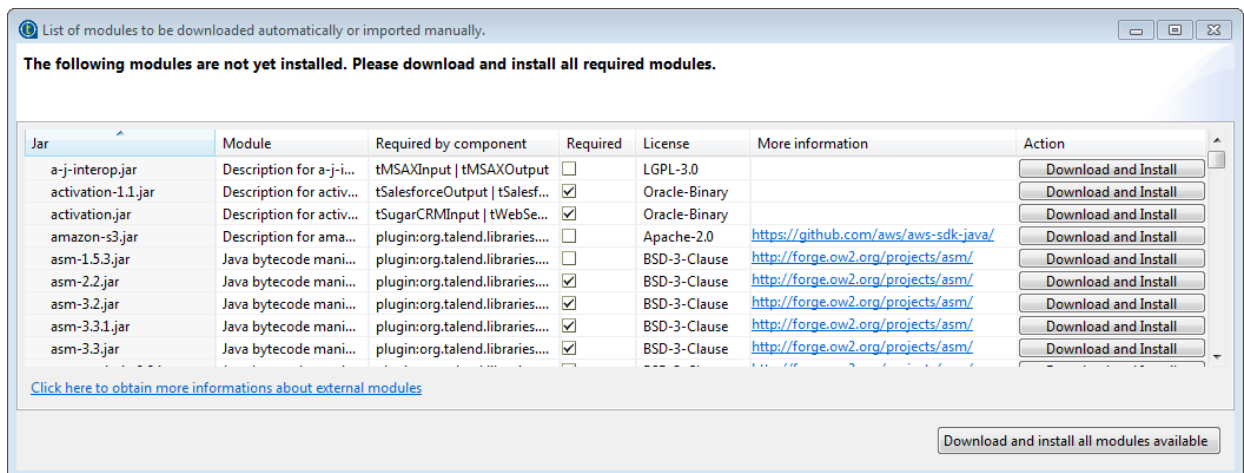 List of modules to be downloaded automatically or imported manually.
The following modules are not yet installed. Please download and install all required modules.
Jar Module Required by component Required License More information Action
a-j-interop.jar Description for a-j-i... tMSAXInput | tMSAXOutput LGPL-3.0 Download and Install
activation-1.1.jar Description for activ... tSalesforceOutput | tSalesf... Oracle-Binary Download and Install
activation.jar Description for activ... tSugarCRMInput | tWebSe... Oracle-Binary Download and Install
amazon-s3.jar Description for ama... plugin:org.talend.libraries.... Apache-2.0 https://github.com/aws/aws-sdk-java/ Download and Install
asm-1.5.3.jar Java bytecode mani... plugin:org.talend.libraries.... BSD-3-Clause http://forge.ow2.org/projects/asm/ Download and Install
asm-2.2.jar Java bytecode mani... plugin:org.talend.libraries.... BSD-3-Clause http://forge.ow2.org/projects/asm/ Download and Install
asm-3.2.jar Java bytecode mani... plugin:org.talend.libraries.... BSD-3-Clause http://forge.ow2.org/projects/asm/ Download and Install
asm-3.3.1.jar Java bytecode mani... plugin:org.talend.libraries.... BSD-3-Clause http://forge.ow2.org/projects/asm/ Download and Install
asm-3.3.jar Java bytecode mani... plugin:org.talend.libraries.... BSD-3-Clause http://forge.ow2.org/projects/asm/ Download and Install
Click here to obtain more informations about external modules
Download and install all modules available